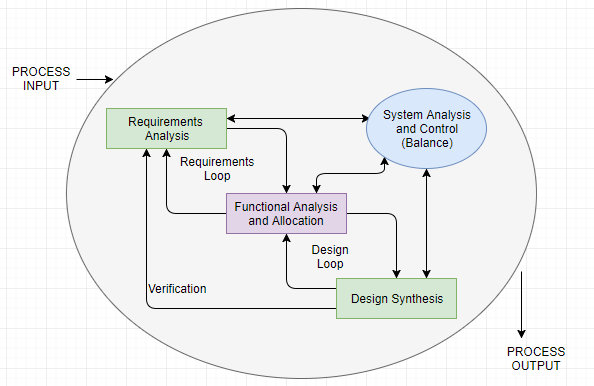 PROCESS
INPUT
Requirements
Analysis
System Analysis
and Control
(Balance)
Requirements
Loop
Functional Analysis
and Allocation
Design
Loop
Verification
Design Synthesis
PROCESS
OUTPUT